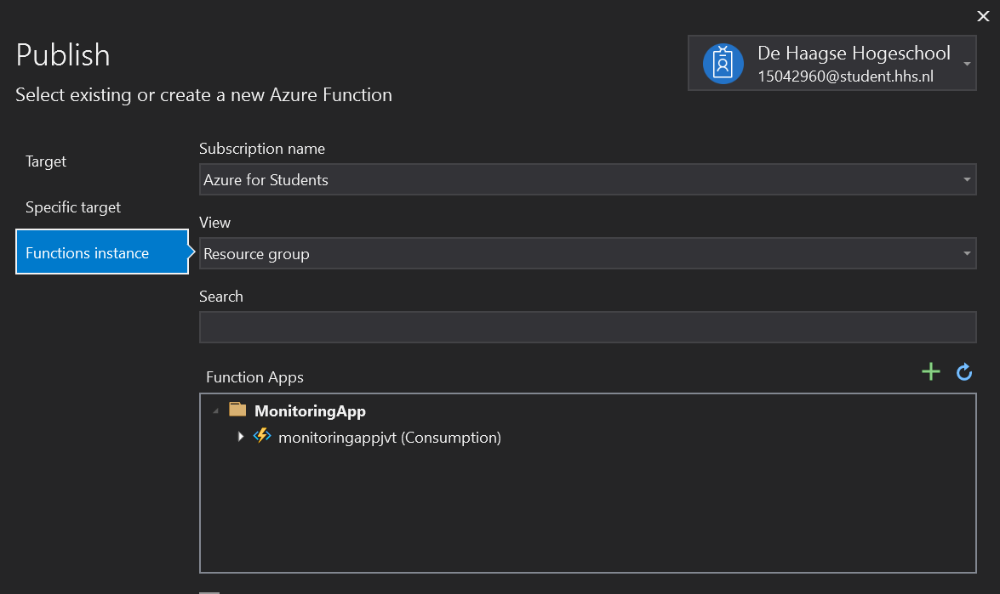 Publish
Select existing or create a new Azure Function
De Haagse Hogeschool
15042960@student.hhs.nl
Target
Specific target
Functions instance
Subscription name
Azure for Students
View
Resource group
Search
Function Apps
MonitoringApp
monitoringappjvt (Consumption)